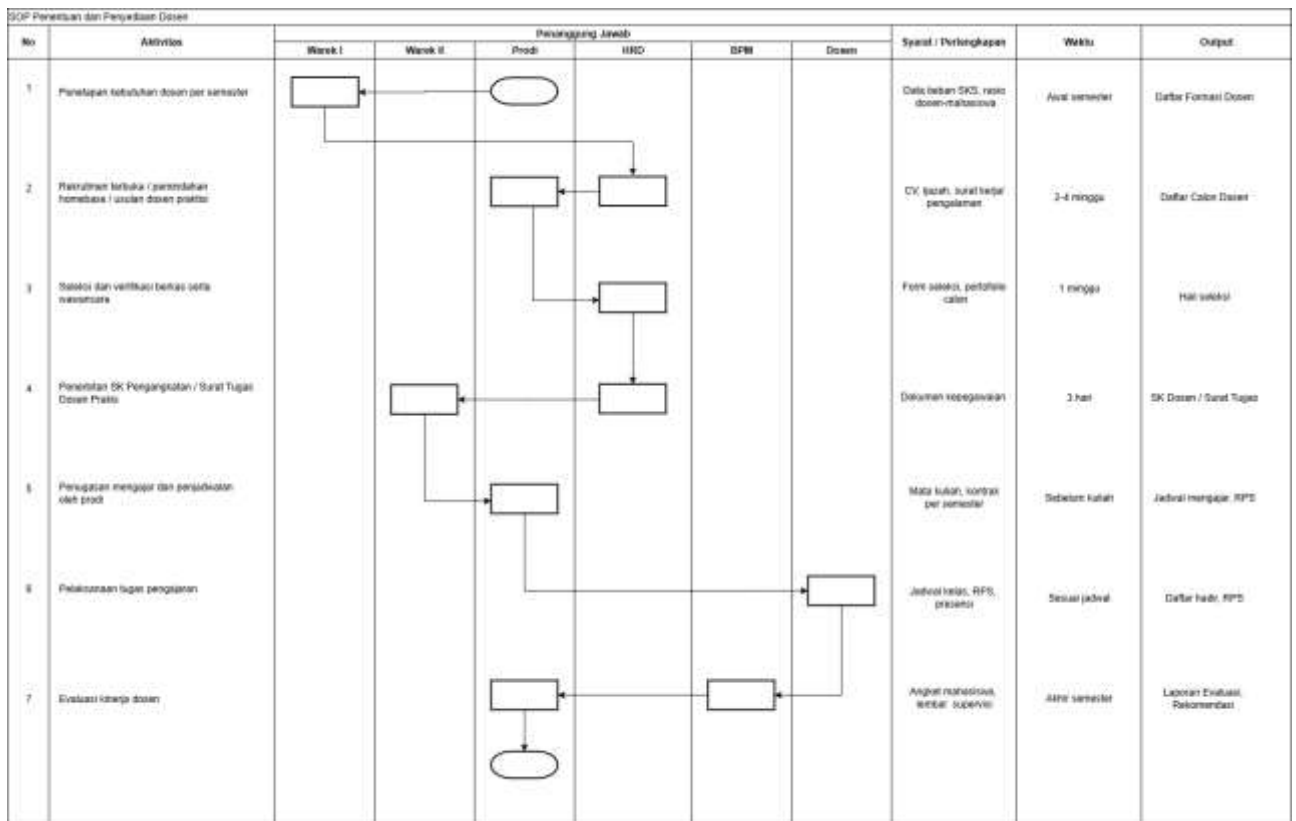 SOP Penentuan dan Penyediaan Dosen
No
Aktivitas
Penanggung Jawab
Syarat / Perlengkapan
Waktu
Output
Warek I
Warek II
Prodi
HRD
BPM
Dosen
1
Penetapan kebutuhan dosen per semester
Data beban SKS, rasio
dosen-mahasiswa
Awal semester
Daftar Formasi Dosen
2
Rekrutmen terbuka / pemindahan
homebase / usulan dosen praktisi
CV, Ijazah, surat
pengalaman
2-4 minggu
Daftar Calon Dosen
3
Seleksi dan verifikasi berkas serta
wawancara
Form seleksi, portofolio
calon
1 minggu
Hail seleksi
4
Penerbitan SK Pengangkatan / Surat Tugas
Dosen Praktis
Dokumen kepegawaian
3 hari
SK Dosen / Surat Tugas
5
Penugasan mengajar dan penjadwalan
oleh prodi
Mata kuliah, kontrak
per semester
Sebelum kuliah
Jadwal mengajar, RPS
6
Pelaksanaan tugas pengajaran
Jadwal kelas, RPS,
presensi
Sesuai jadwal
Daftar hadir, RPS
7
Evaluasi kinerja dosen
Angket mahasiswa,
lembar supervisi
Akhir semester
Laporan Evaluasi,
Rekomendasi